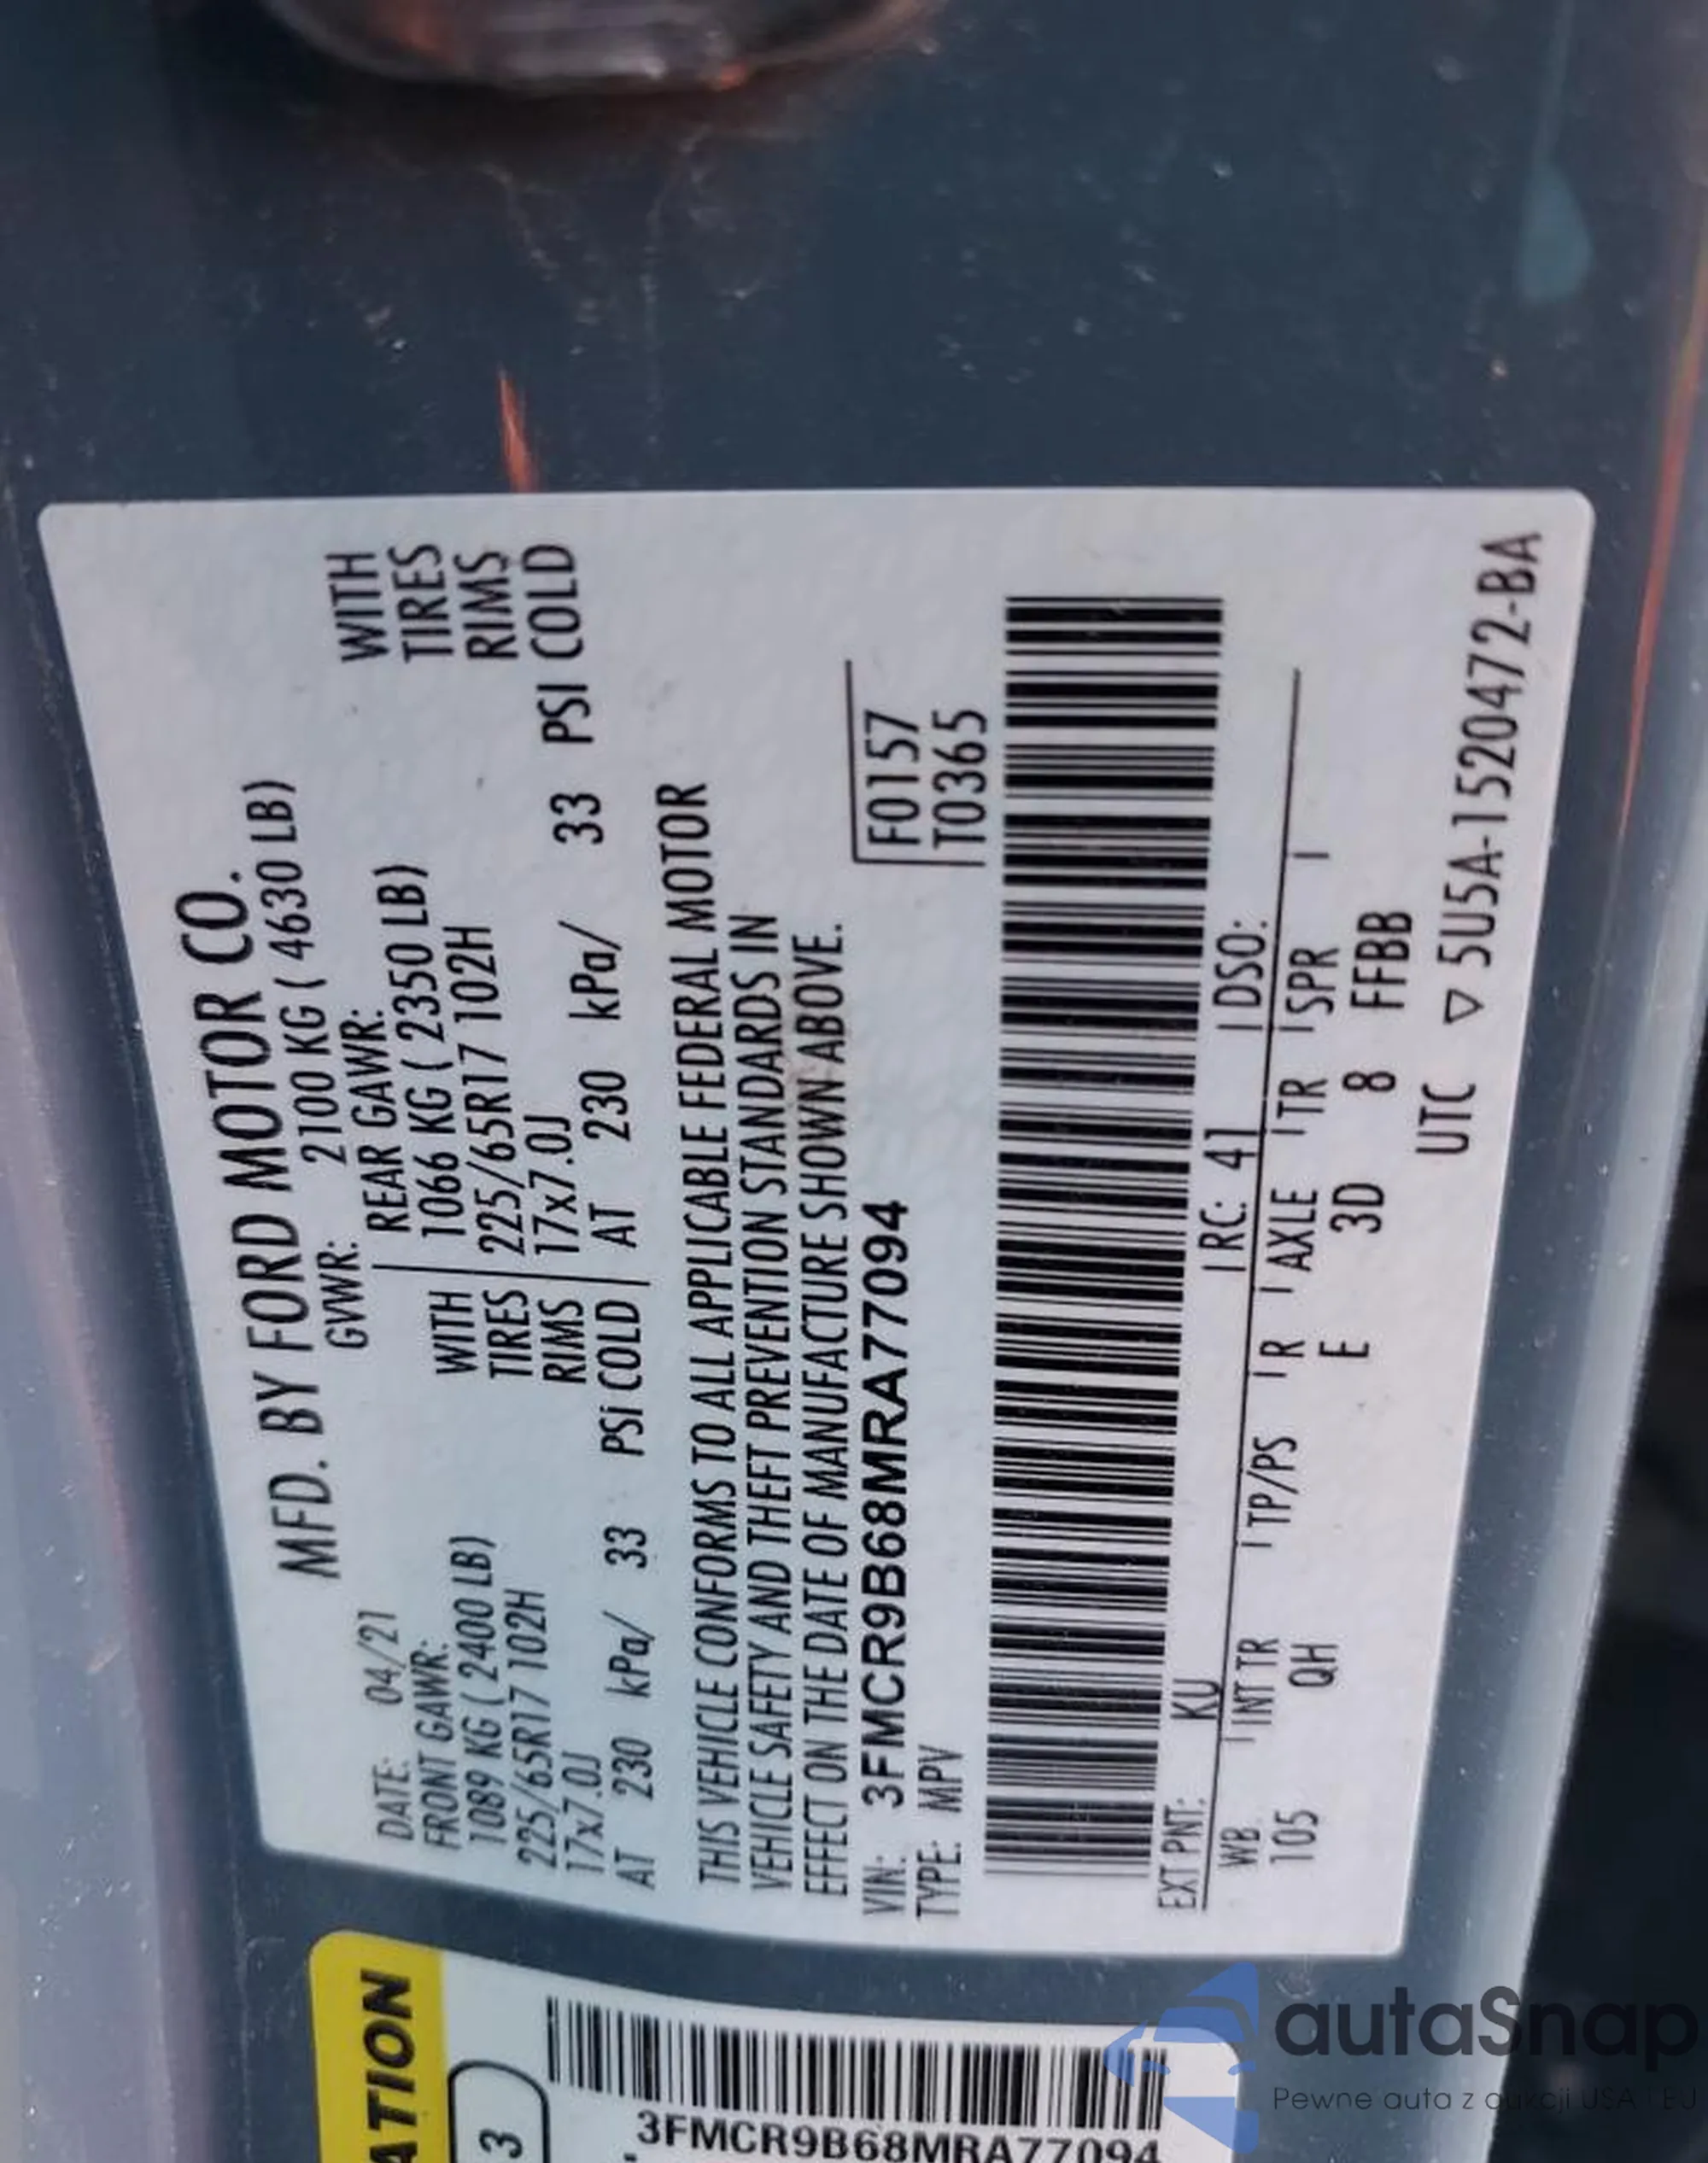 MFD. BY FORD MOTOR CO.
DATE: 04/21 GVWR: 2100 KG ( 4630 LB)
FRONT GAWR: REAR GAWR:
1089 KG ( 2400 LB) WITH 1066 KG ( 2350 LB) WITH
225/65R17 102H TIRES 225/65R17 102H TIRES
17x7.0J RIMS 17x7.0J RIMS
AT 230 kPa/ 33 PSi COLD AT 230 kPa/ 33 PSI COLD
THIS VEHICLE CONFORMS TO ALL APPLICABLE FEDERAL MOTOR
VEHICLE SAFETY AND THEFT PREVENTION STANDARDS IN
EFFECT ON THE DATE OF MANUFACTURE SHOWN ABOVE.
VIN: 3FMCR9B68MRA77094 F0157
TYPE: MPV T0365
EXT PNT: KU RC: 41 DSO:
WB INT TR TP/PS R AXLE TR SPR
105 QH E 3D 8 FFBB
UTC ▽ 5U5A-1520472-BA
ATION
3
3FMCR9B68MRA77094
autaSnap
Pewne auta z aukcji USA i EU